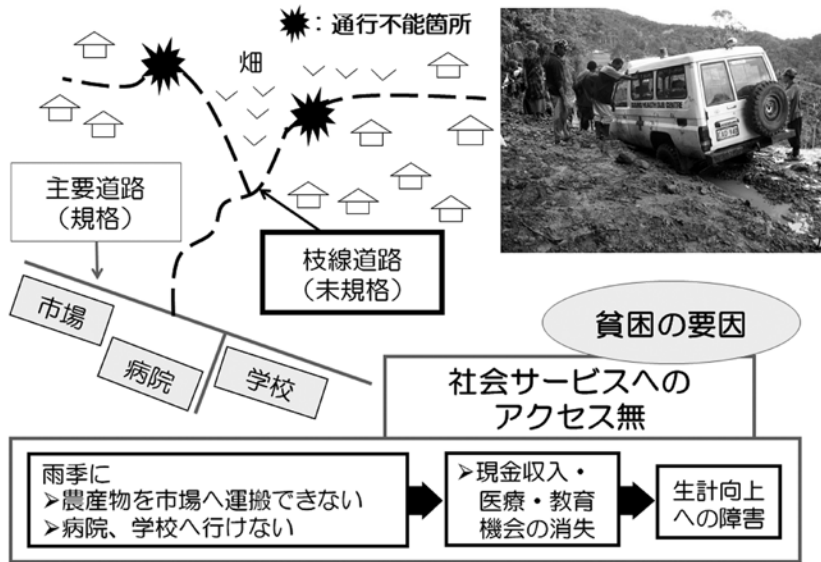 ：通行不能箇所
畑
主要道路
（規格）
枝線道路
（未規格）
市場
病院
学校
貧困の要因
社会サービスへの
アクセス無
雨季に
➢農産物を市場へ運搬できない
➢病院、学校へ行けない
➢現金収入・
医療・教育
機会の消失
生計向上
への障害